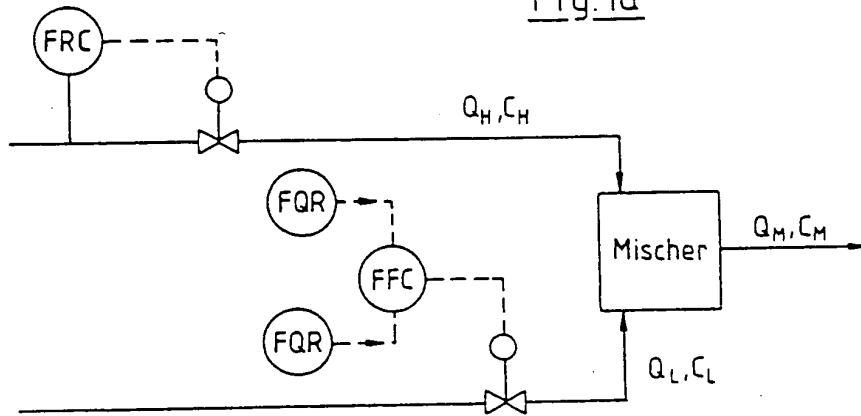 Fig. 1a
FRC
Q_H, C_H
FQR
Mischer
Q_M, C_M
FFC
FQR
Q_L, C_L